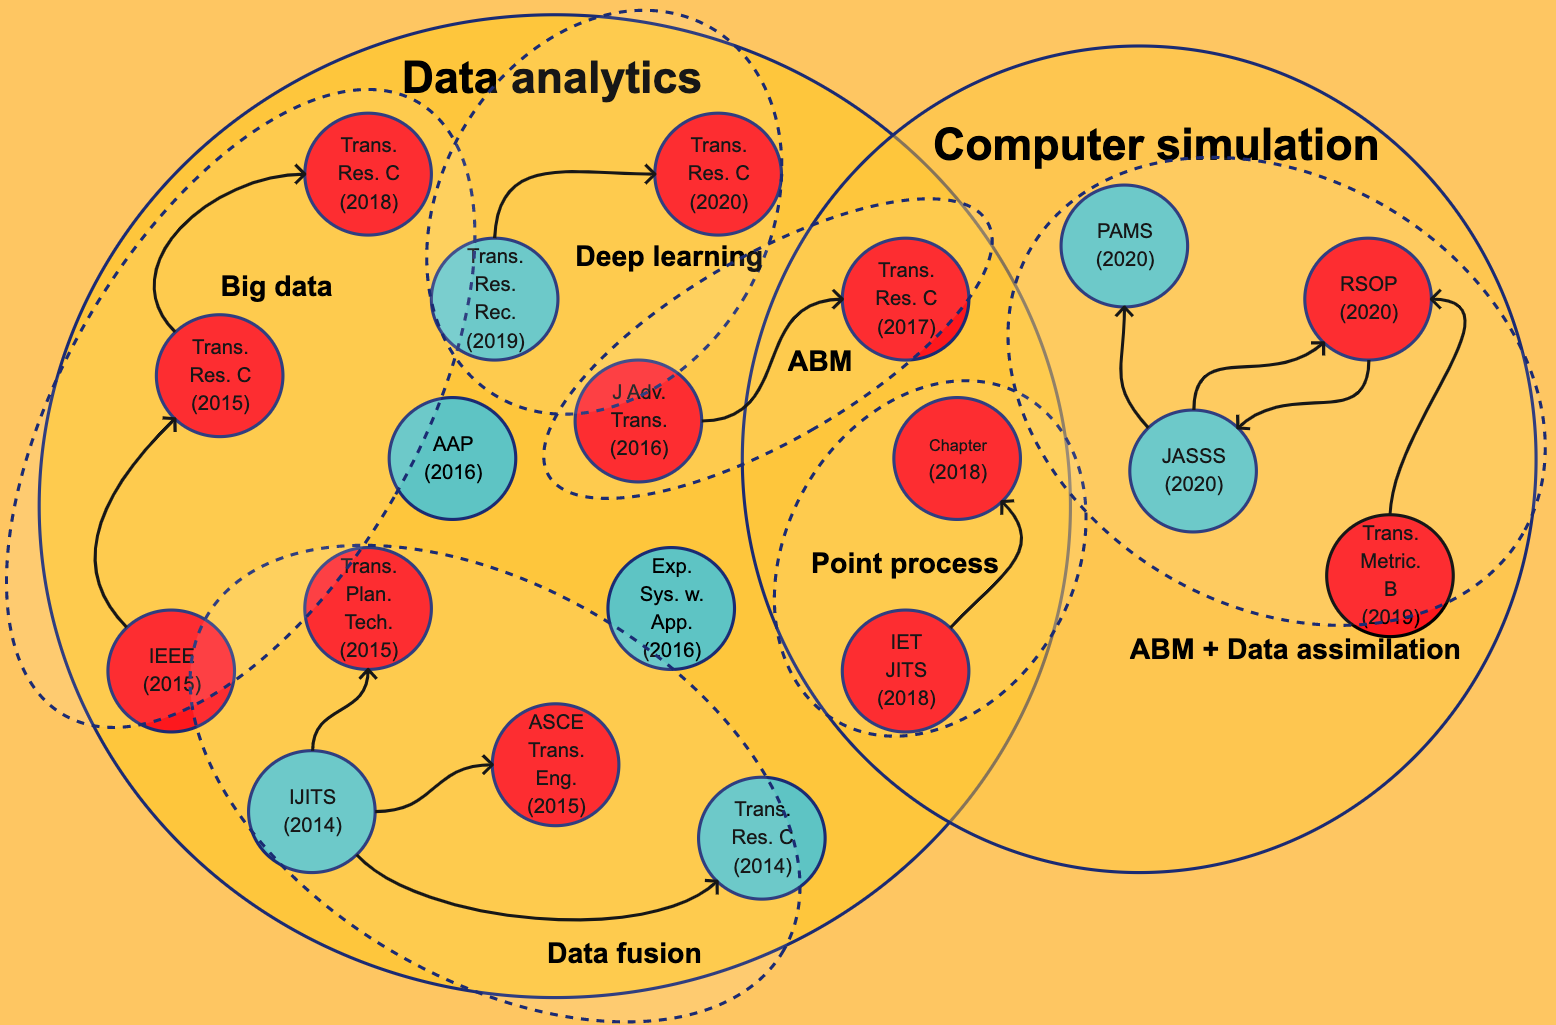 Data analytics
Computer simulation
Trans.
Res. C
(2018)
Trans.
Res. C
(2020)
Deep learning
Trans.
Res.
Rec.
(2019)
Big data
Trans.
Res. C
(2015)
Trans.
Res. C
(2017)
ABM
J Adv.
Trans.
(2016)
AAP
(2016)
PAMS
(2020)
RSOP
(2020)
JASSS
(2020)
Trans.
Metric.
B
(2019)
ABM + Data assimilation
Chapter
(2018)
Point process
IET
JITS
(2018)
Trans.
Plan.
Tech.
(2015)
Exp.
Sys. w.
App.
(2016)
IEEE
(2015)
IJITS
(2014)
ASCE
Trans.
Eng.
(2015)
Trans.
Res. C
(2014)
Data fusion